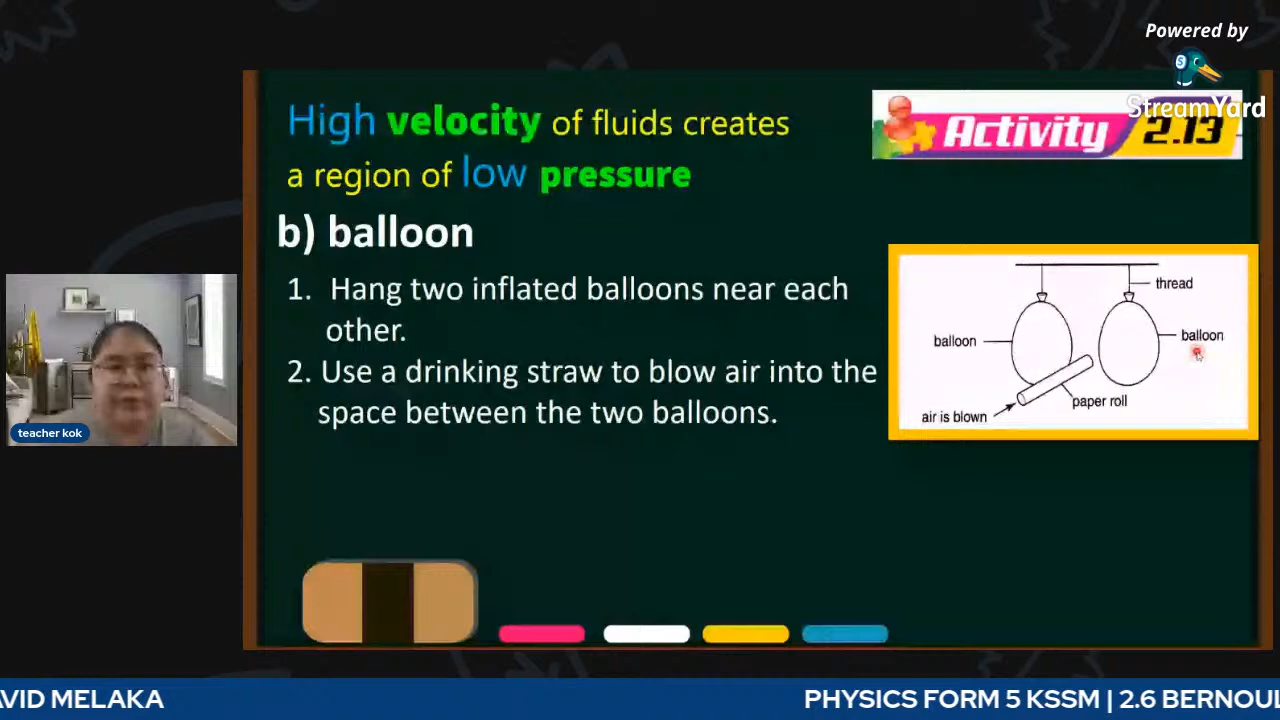 Powered by
StreamYard
High velocity of fluids creates
a region of low pressure
Activity 2.13
b) balloon
1. Hang two inflated balloons near each
other.
2. Use a drinking straw to blow air into the
space between the two balloons.
thread
balloon
balloon
paper roll
air is blown
teacher kok
AVID MELAKA
PHYSICS FORM 5 KSSM | 2.6 BERNOUL